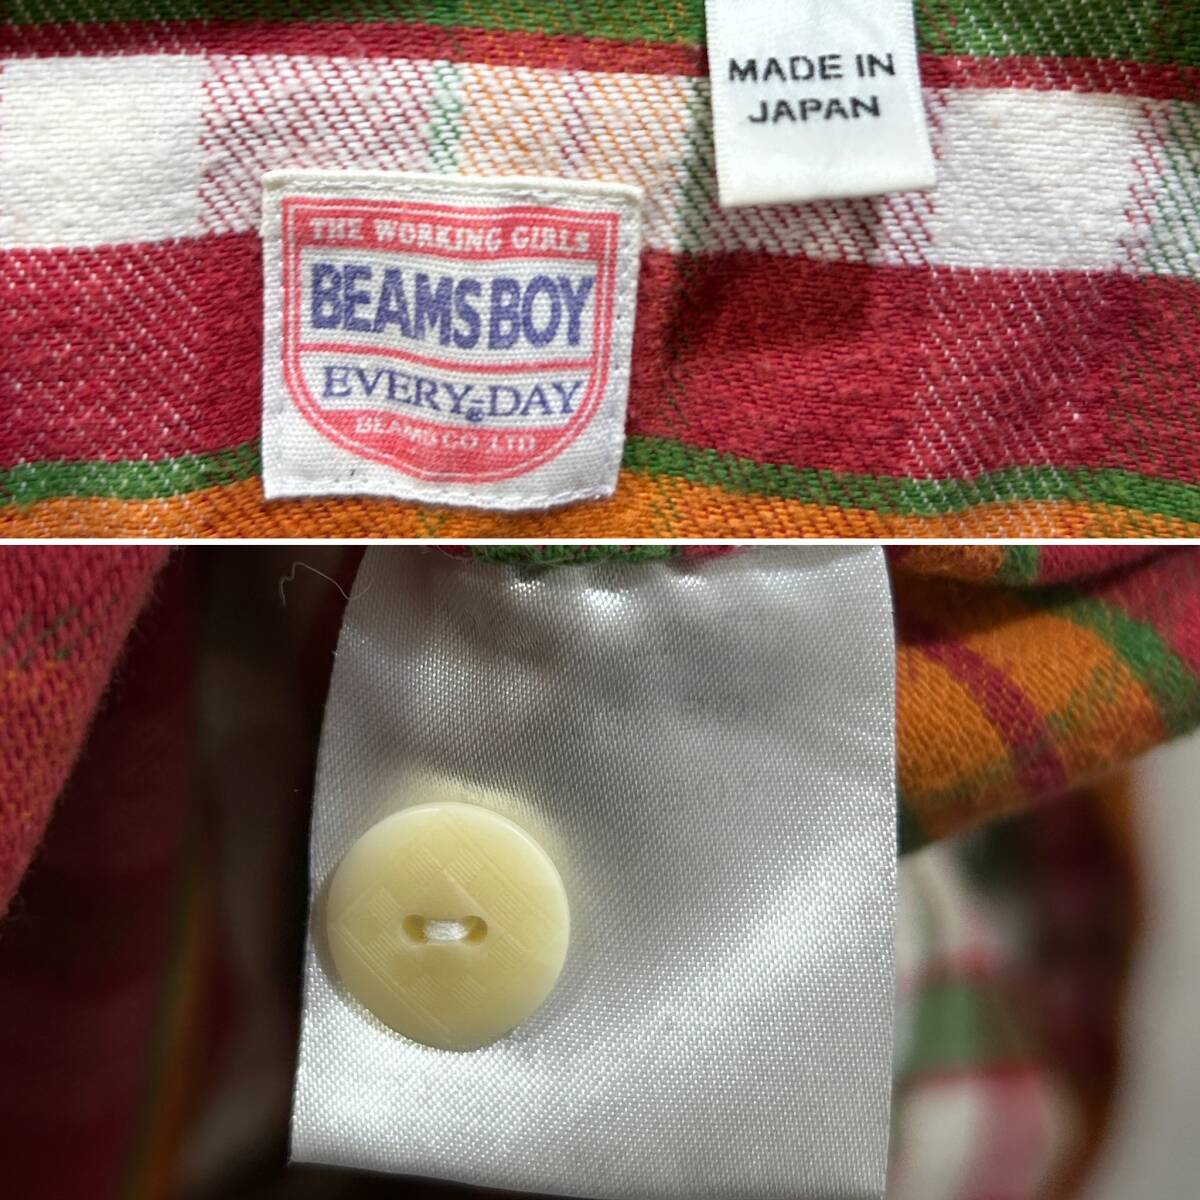 MADE IN
JAPAN
THE WORKING GIRLS
BEAMS BOY
EVERY-DAY
BEAMS CO.,LTD